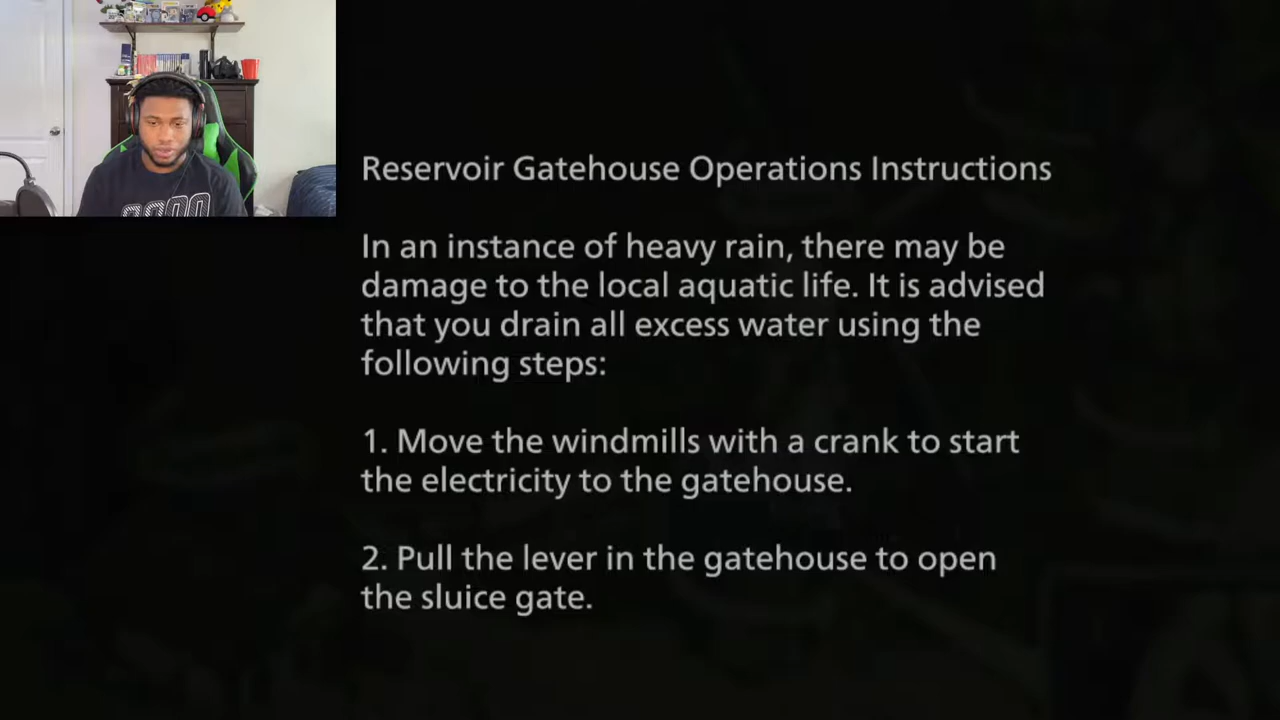 Reservoir Gatehouse Operations Instructions
In an instance of heavy rain, there may be
damage to the local aquatic life. It is advised
that you drain all excess water using the
following steps:
1. Move the windmills with a crank to start
the electricity to the gatehouse.
2. Pull the lever in the gatehouse to open
the sluice gate.